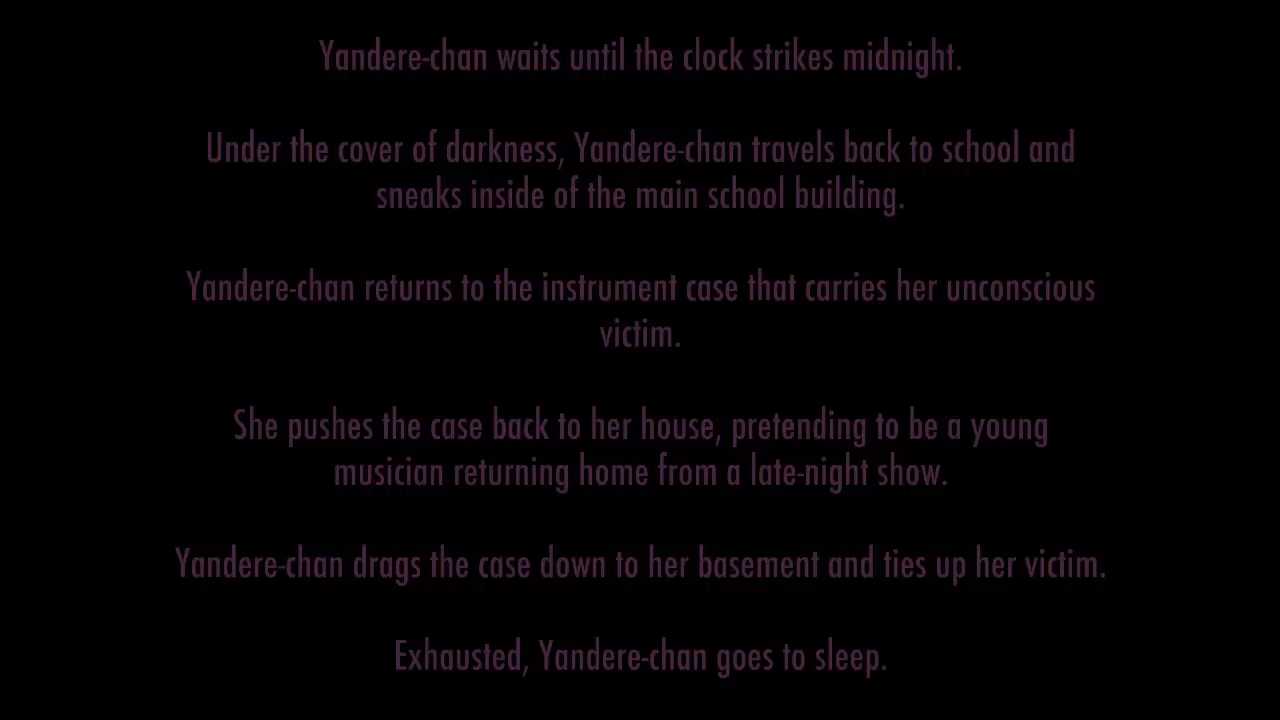 Yandere-chan waits until the clock strikes midnight.
Under the cover of darkness, Yandere-chan travels back to school and
sneaks inside of the main school building.
Yandere-chan returns to the instrument case that carries her unconscious
victim.
She pushes the case back to her house, pretending to be a young
musician returning home from a late-night show.
Yandere-chan drags the case down to her basement and ties up her victim.
Exhausted, Yandere-chan goes to sleep.